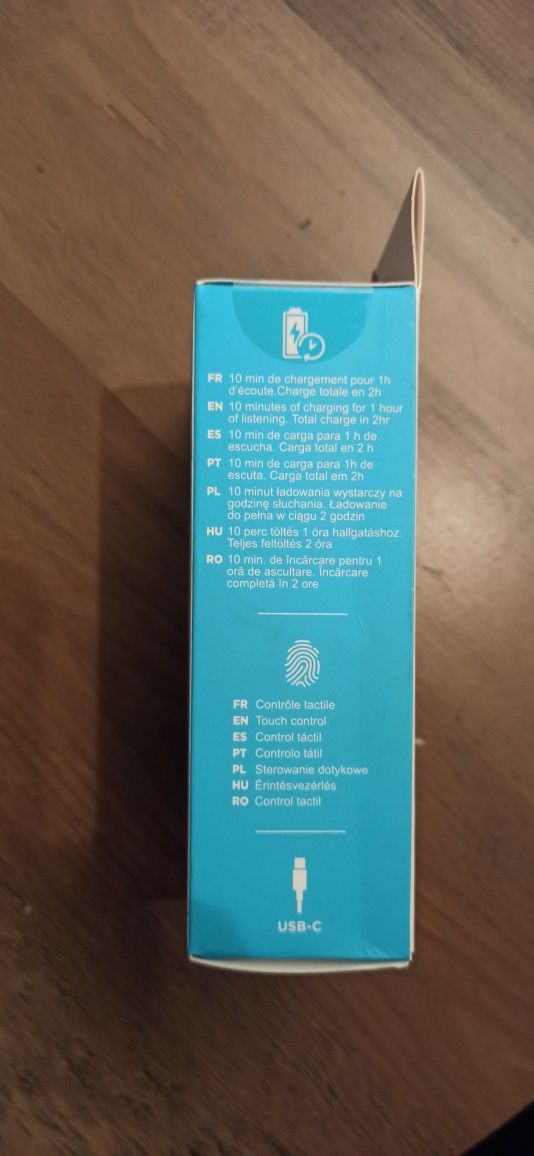 FR 10 min de chargement pour 1h
d'écoute.Charge totale en 2h
EN 10 minutes of charging for 1 hour
of listening. Total charge in 2hr
ES 10 min de carga para 1 h de
escucha. Carga total en 2 h
PT 10 min de carga para 1h de
escuta. Carga total em 2h
PL 10 minut ładowania wystarczy na
godzinę słuchania. Ładowanie
do pełna w ciągu 2 godzin
HU 10 perc töltés 1 óra hallgatáshoz.
Teljes feltöltés 2 óra
RO 10 min. de încărcare pentru 1
oră de ascultare. Încărcare
completă în 2 ore
FR Contrôle tactile
EN Touch control
ES Control táctil
PT Controlo tátil
PL Sterowanie dotykowe
HU Érintésvezérlés
RO Control tactil
USB-C